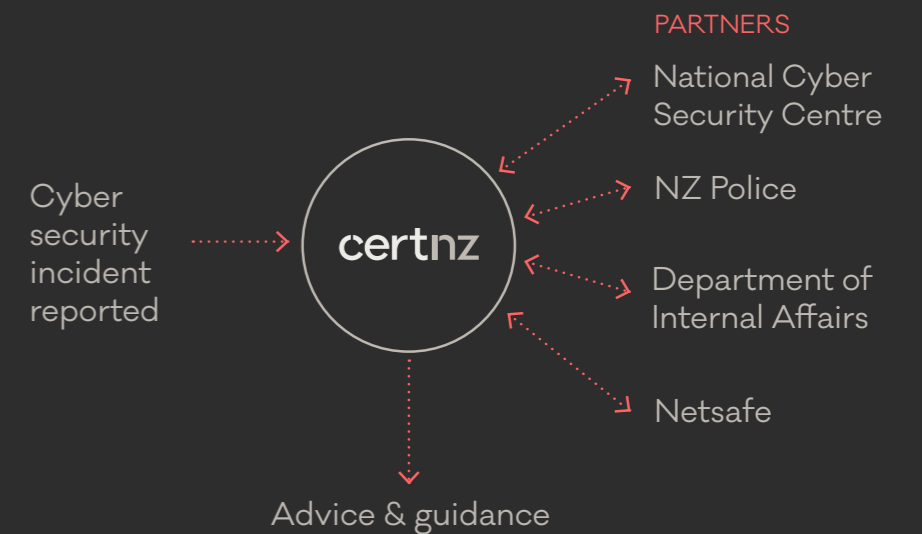 PARTNERS
National Cyber
Security Centre
NZ Police
Department of
Internal Affairs
Netsafe
Cyber
security
incident
reported
certnz
Advice & guidance